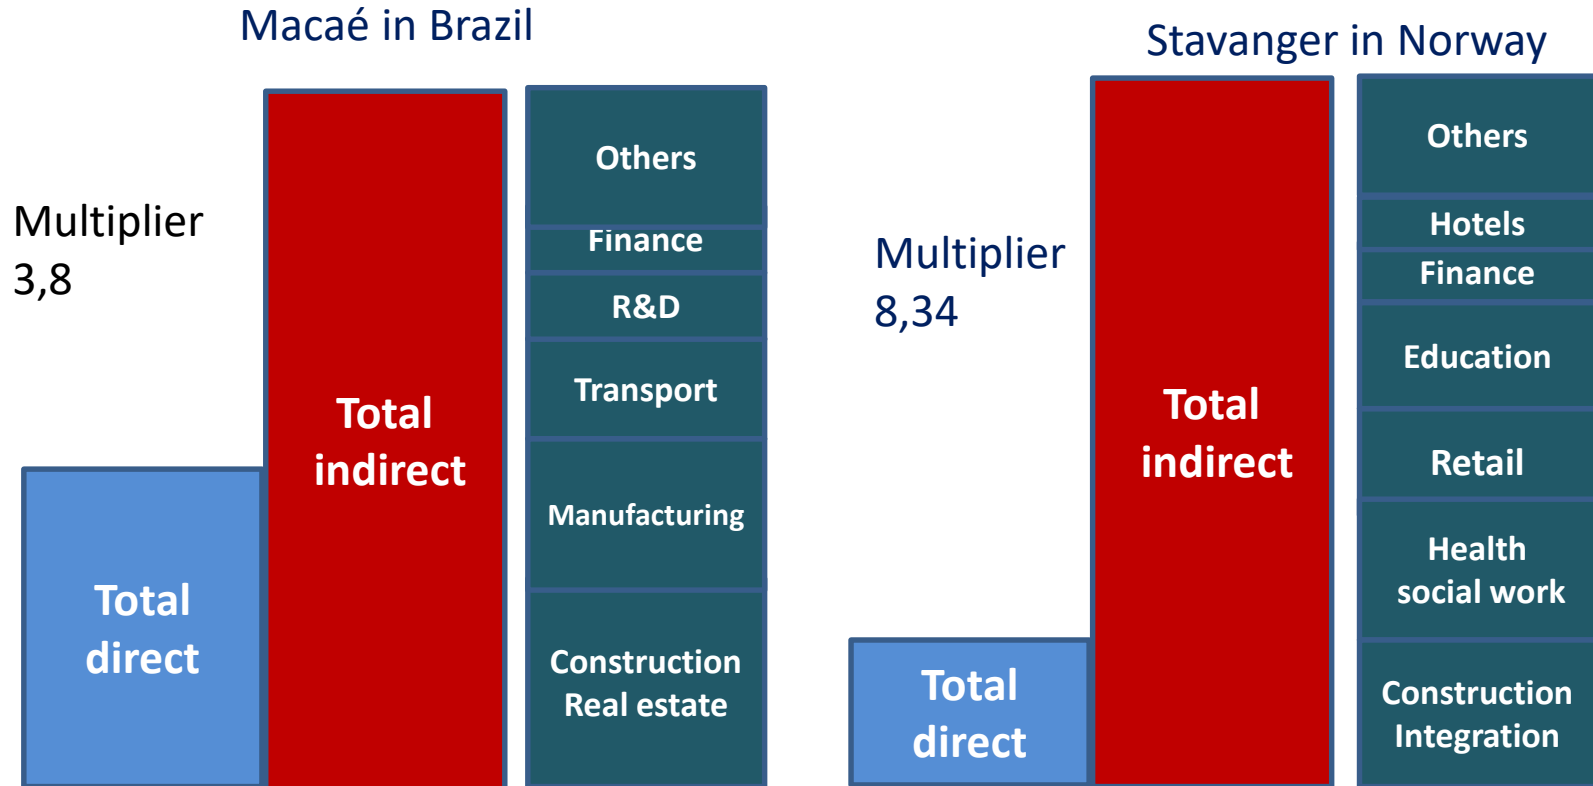 Macaé in Brazil
Multiplier
3,8
Total
direct
Total
indirect
Others
Finance
R&D
Transport
Manufacturing
Construction
Real estate
Stavanger in Norway
Multiplier
8,34
Total
direct
Total
indirect
Others
Hotels
Finance
Education
Retail
Health
social work
Construction
Integration